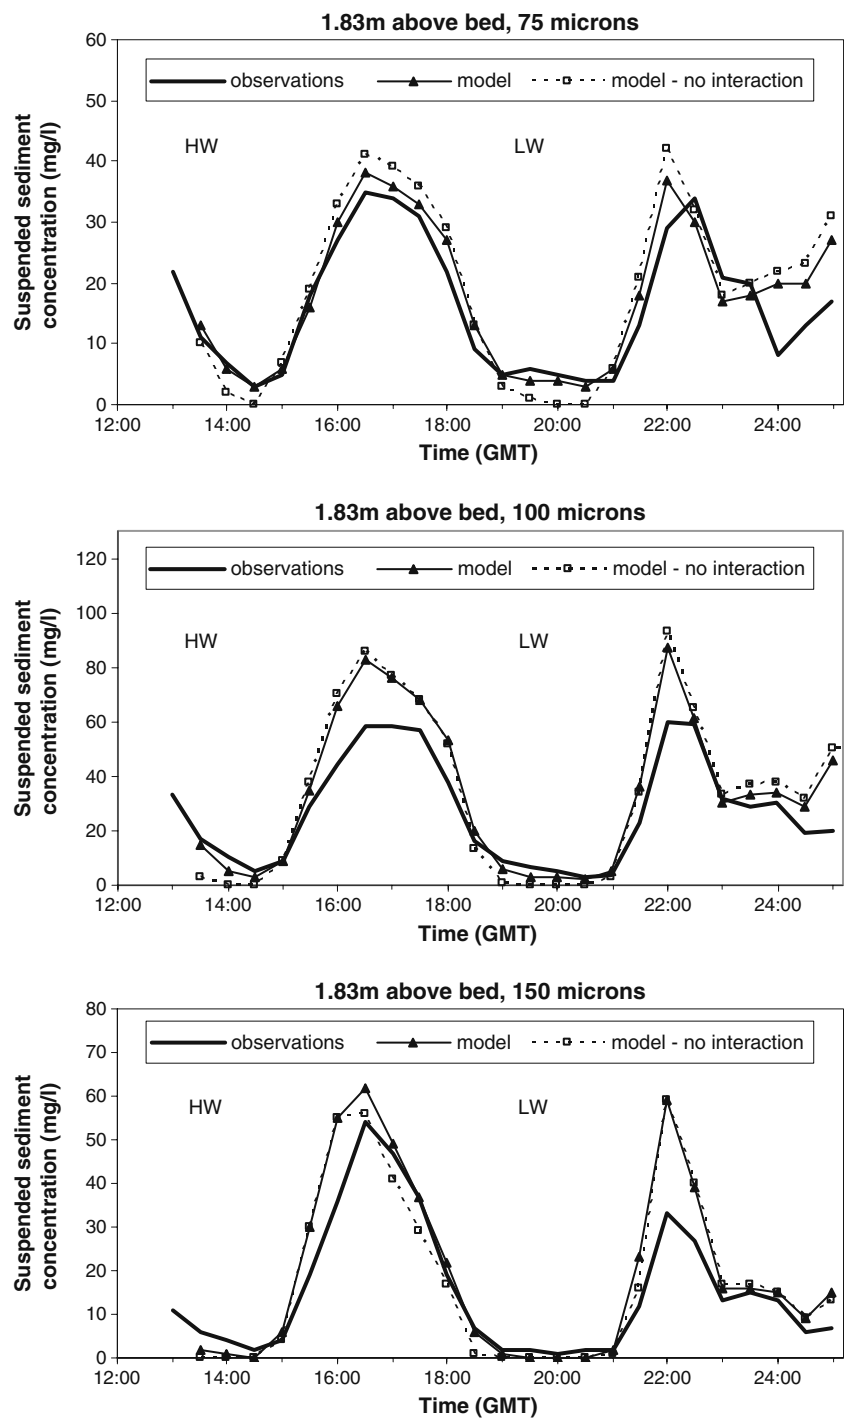 1.83m above bed, 75 microns
Suspended sediment
concentration (mg/l)
60
50
40
30
20
10
0
observations model model - no interaction
HW LW
12:00 14:00 16:00 18:00 20:00 22:00 24:00
Time (GMT)
1.83m above bed, 100 microns
Suspended sediment
concentration (mg/l)
120
100
80
60
40
20
0
observations model model - no interaction
HW LW
12:00 14:00 16:00 18:00 20:00 22:00 24:00
Time (GMT)
1.83m above bed, 150 microns
Suspended sediment
concentration (mg/l)
80
70
60
50
40
30
20
10
0
observations model model - no interaction
HW LW
12:00 14:00 16:00 18:00 20:00 22:00 24:00
Time (GMT)